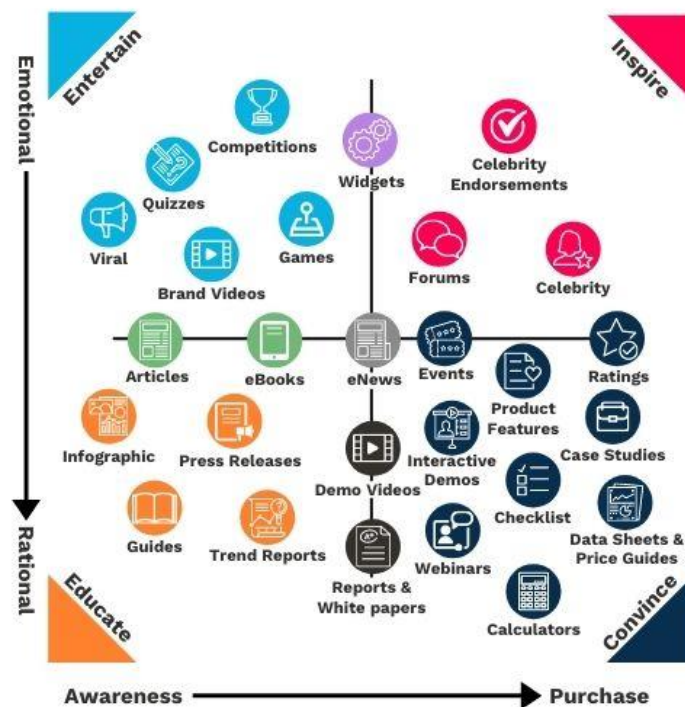 Emotional
Entertain
Inspire
Competitions
Widgets
Celebrity
Endorsements
Quizzes
Viral
Games
Brand Videos
Forums
Celebrity
Articles
eBooks
eNews
Events
Ratings
Product
Features
Infographic
Press Releases
Demo Videos
Interactive
Demos
Case Studies
Checklist
Guides
Trend Reports
Reports &
White papers
Webinars
Data Sheets &
Price Guides
Calculators
Rational
Educate
Convince
Awareness
Purchase